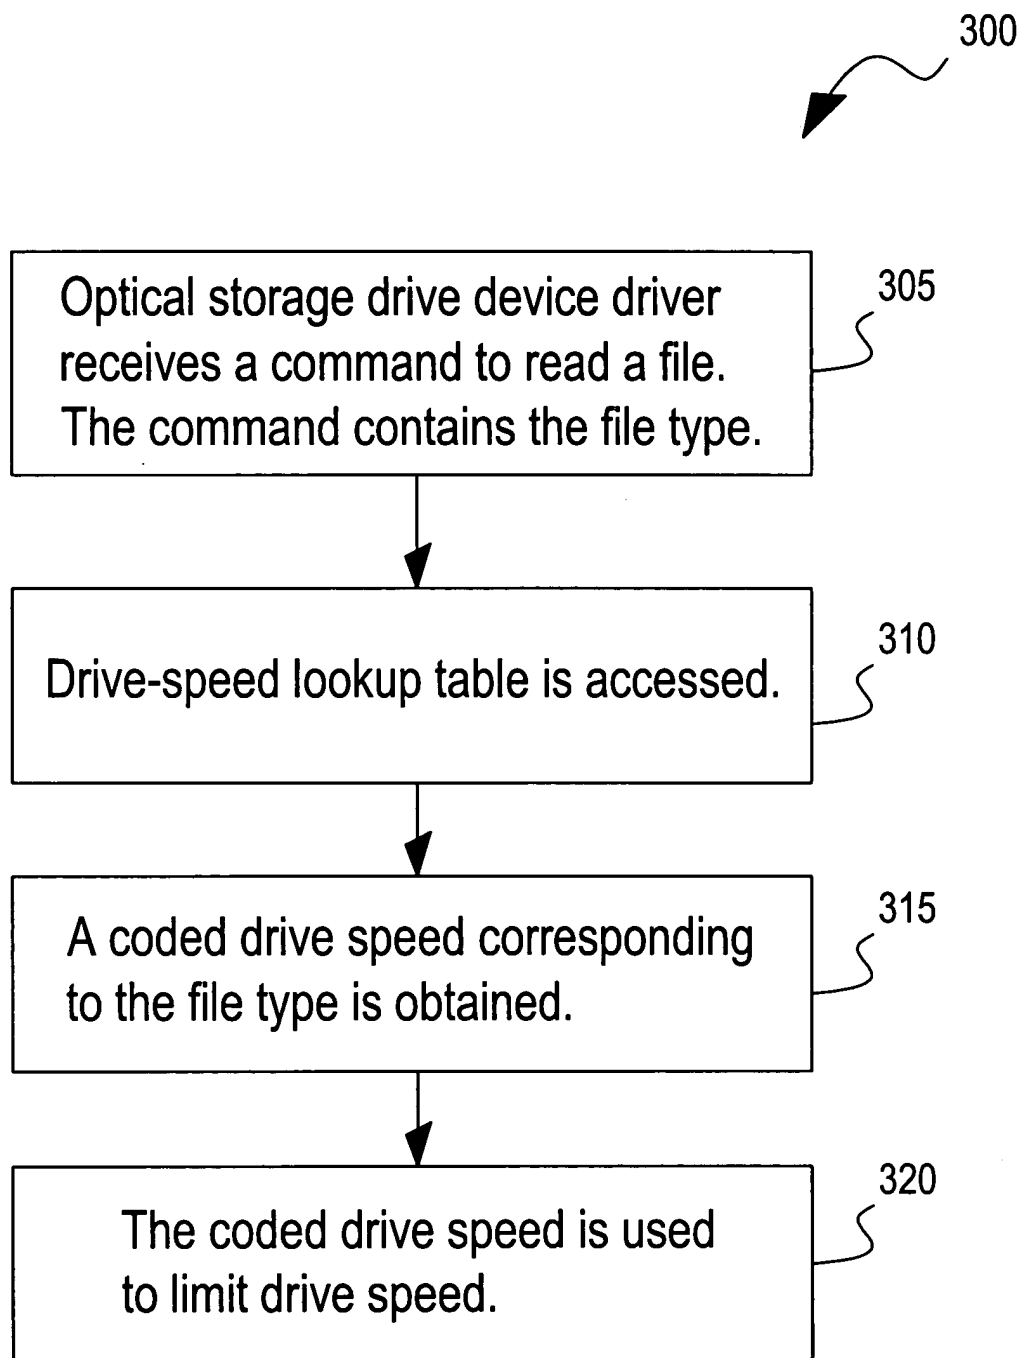 300
Optical storage drive device driver
receives a command to read a file.
The command contains the file type.
305
Drive-speed lookup table is accessed.
310
A coded drive speed corresponding
to the file type is obtained.
315
The coded drive speed is used
to limit drive speed.
320